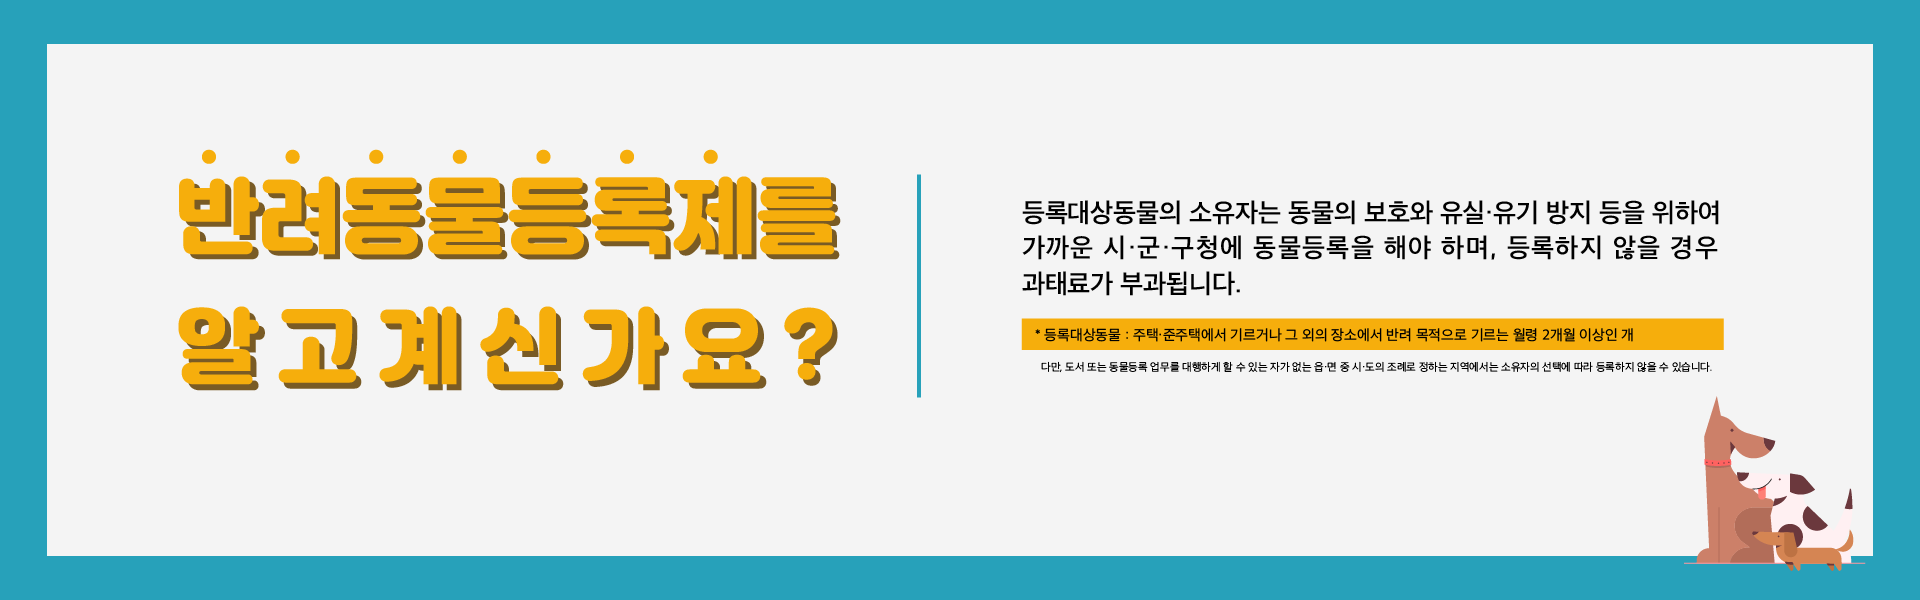 반려동물등록제를
알고계신가요?
등록대상동물의 소유자는 동물의 보호와 유실·유기 방지 등을 위하여
가까운 시·군·구청에 동물등록을 해야 하며, 등록하지 않을 경우
과태료가 부과됩니다.
* 등록대상동물 : 주택·준주택에서 기르거나 그 외의 장소에서 반려 목적으로 기르는 월령 2개월 이상인 개
다만, 도서 또는 동물등록 업무를 대행하게 할 수 있는 자가 없는 읍·면 중 시·도의 조례로 정하는 지역에서는 소유자의 선택에 따라 등록하지 않을 수 있습니다.